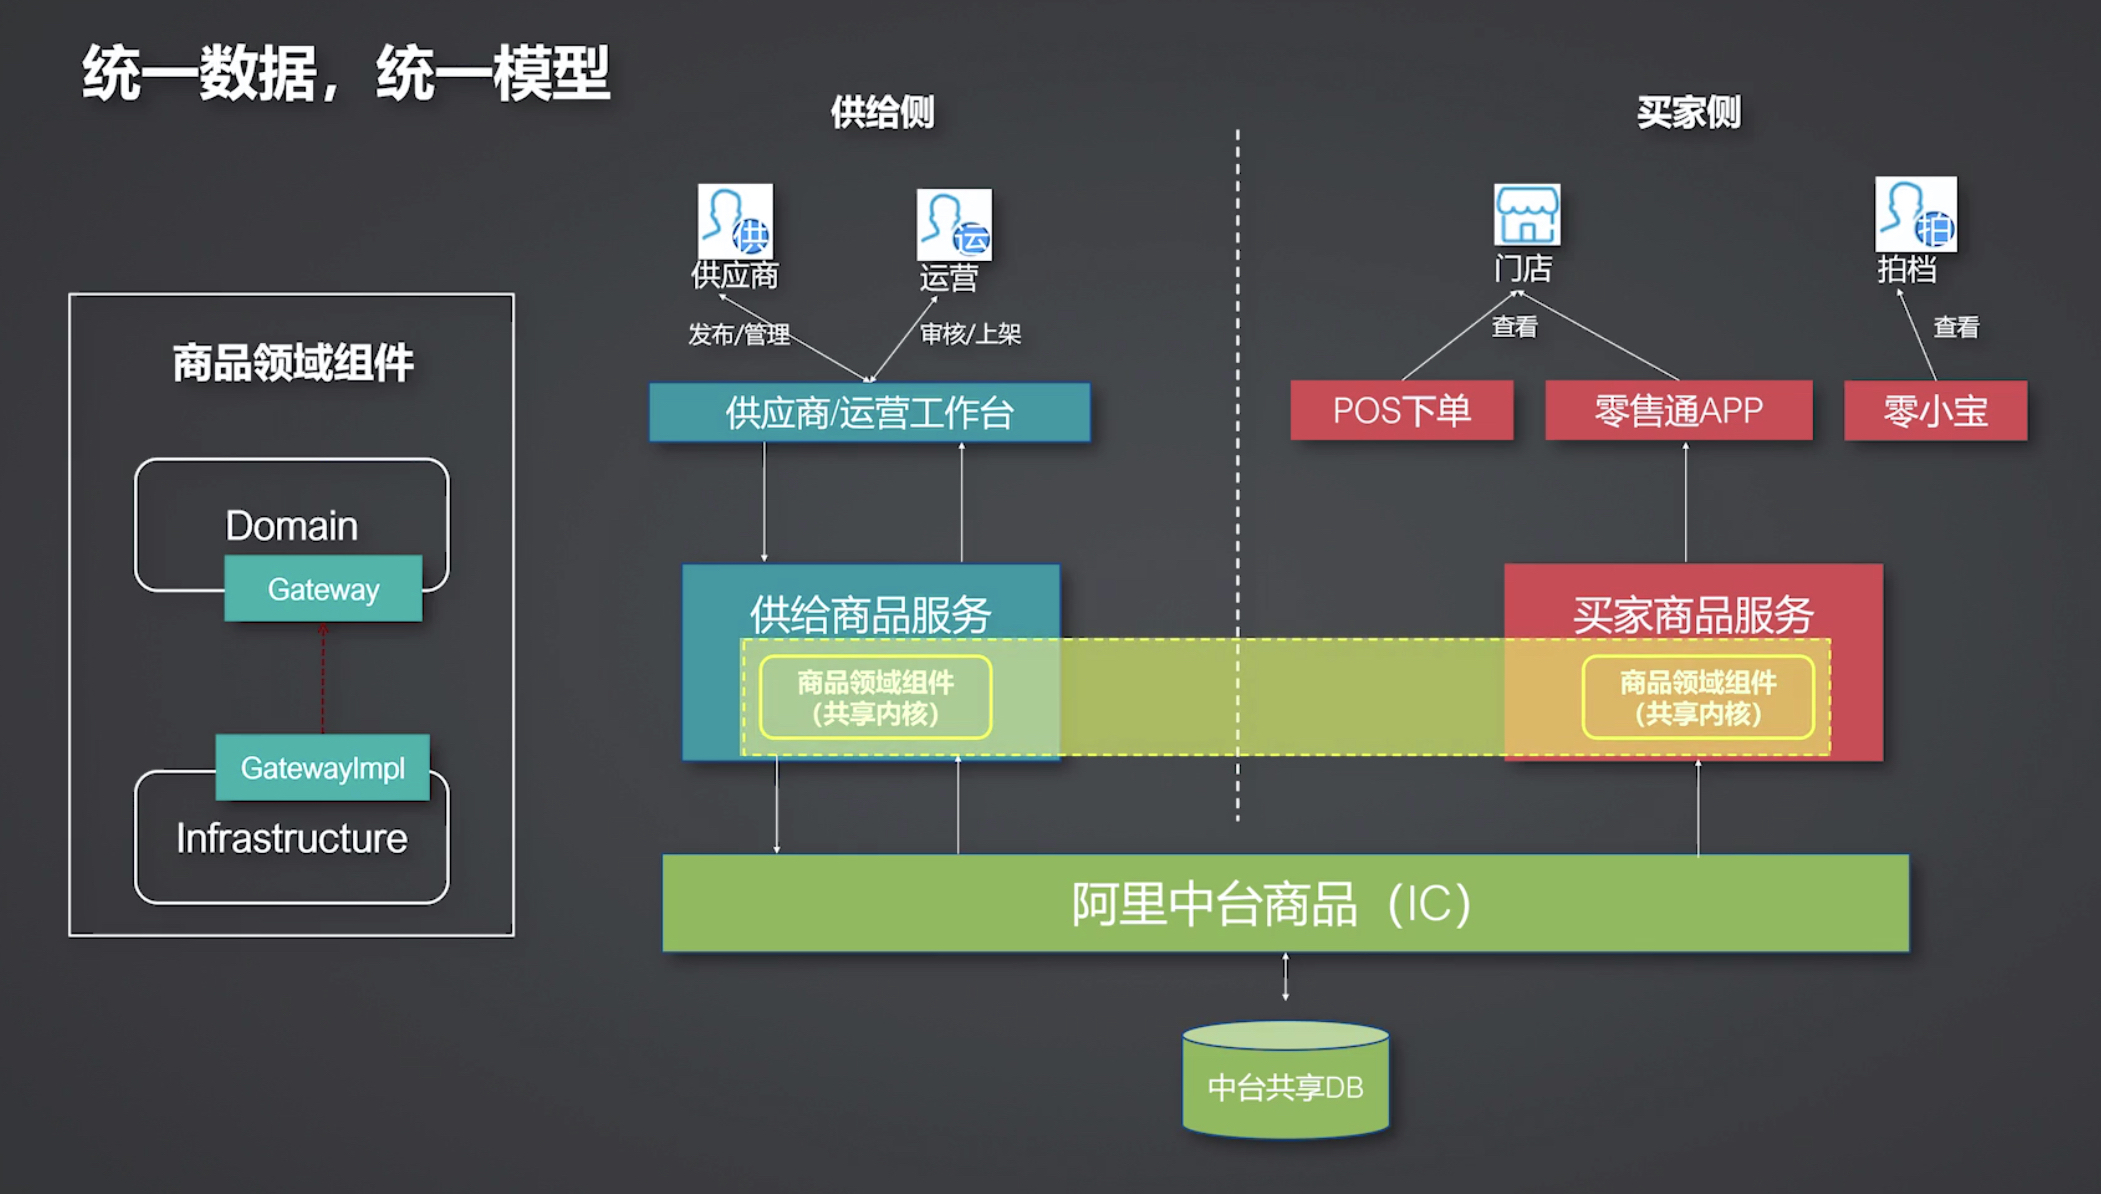 统一数据，统一模型
供给侧
买家侧
供
运
拍
供应商
运营
门店
拍档
发布/管理
审核/上架
查看
查看
商品领域组件
供应商/运营工作台
POS下单
零售通APP
零小宝
Domain
Gateway
供给商品服务
买家商品服务
商品领域组件
（共享内核）
商品领域组件
（共享内核）
GatewayImpl
Infrastructure
阿里中台商品（IC）
中台共享DB